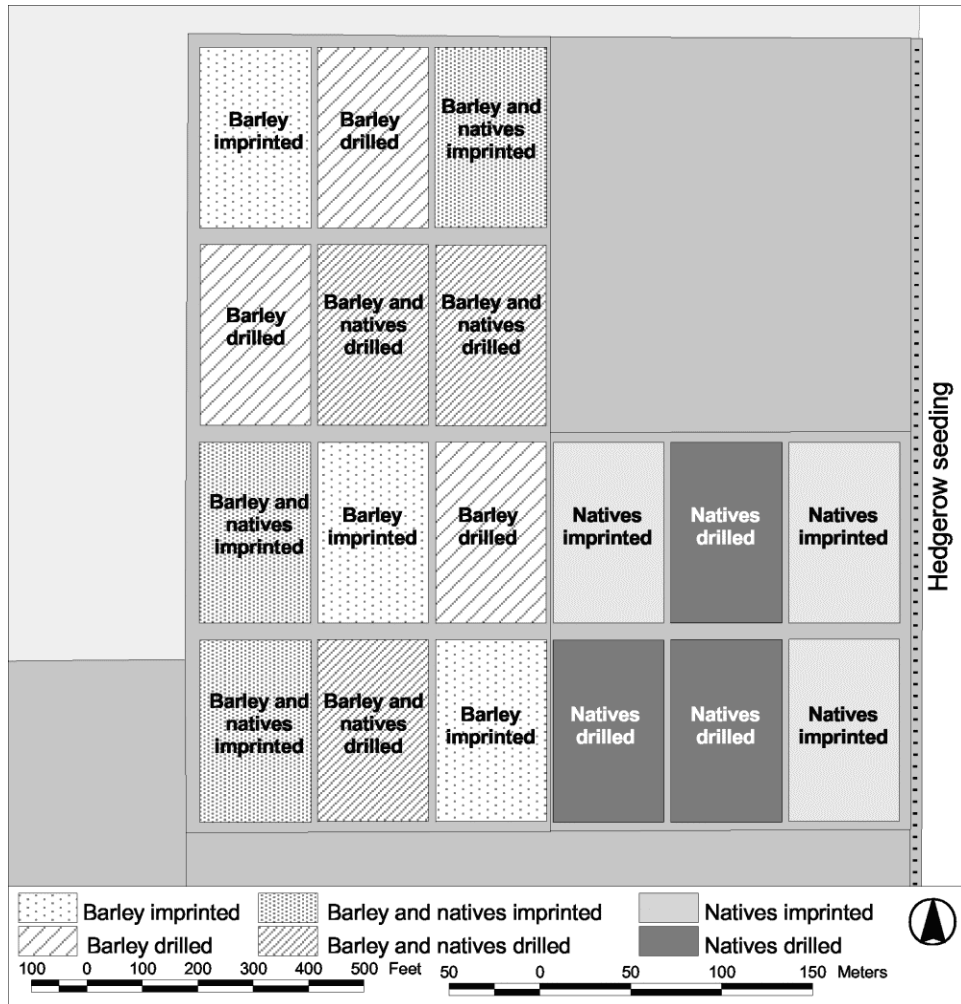 Barley
imprinted
Barley
drilled
Barley and
natives
imprinted
Barley
drilled
Barley and
natives
drilled
Barley and
natives
drilled
Barley and
natives
imprinted
Barley
imprinted
Barley
drilled
Natives
imprinted
Natives
drilled
Natives
imprinted
Barley and
natives
imprinted
Barley and
natives
drilled
Barley
imprinted
Natives
drilled
Natives
drilled
Natives
imprinted
Hedgerow seeding
Barley imprinted Barley and natives imprinted Natives imprinted
Barley drilled Barley and natives drilled Natives drilled
100 0 100 200 300 400 500 Feet
50 0 50 100 150 Meters